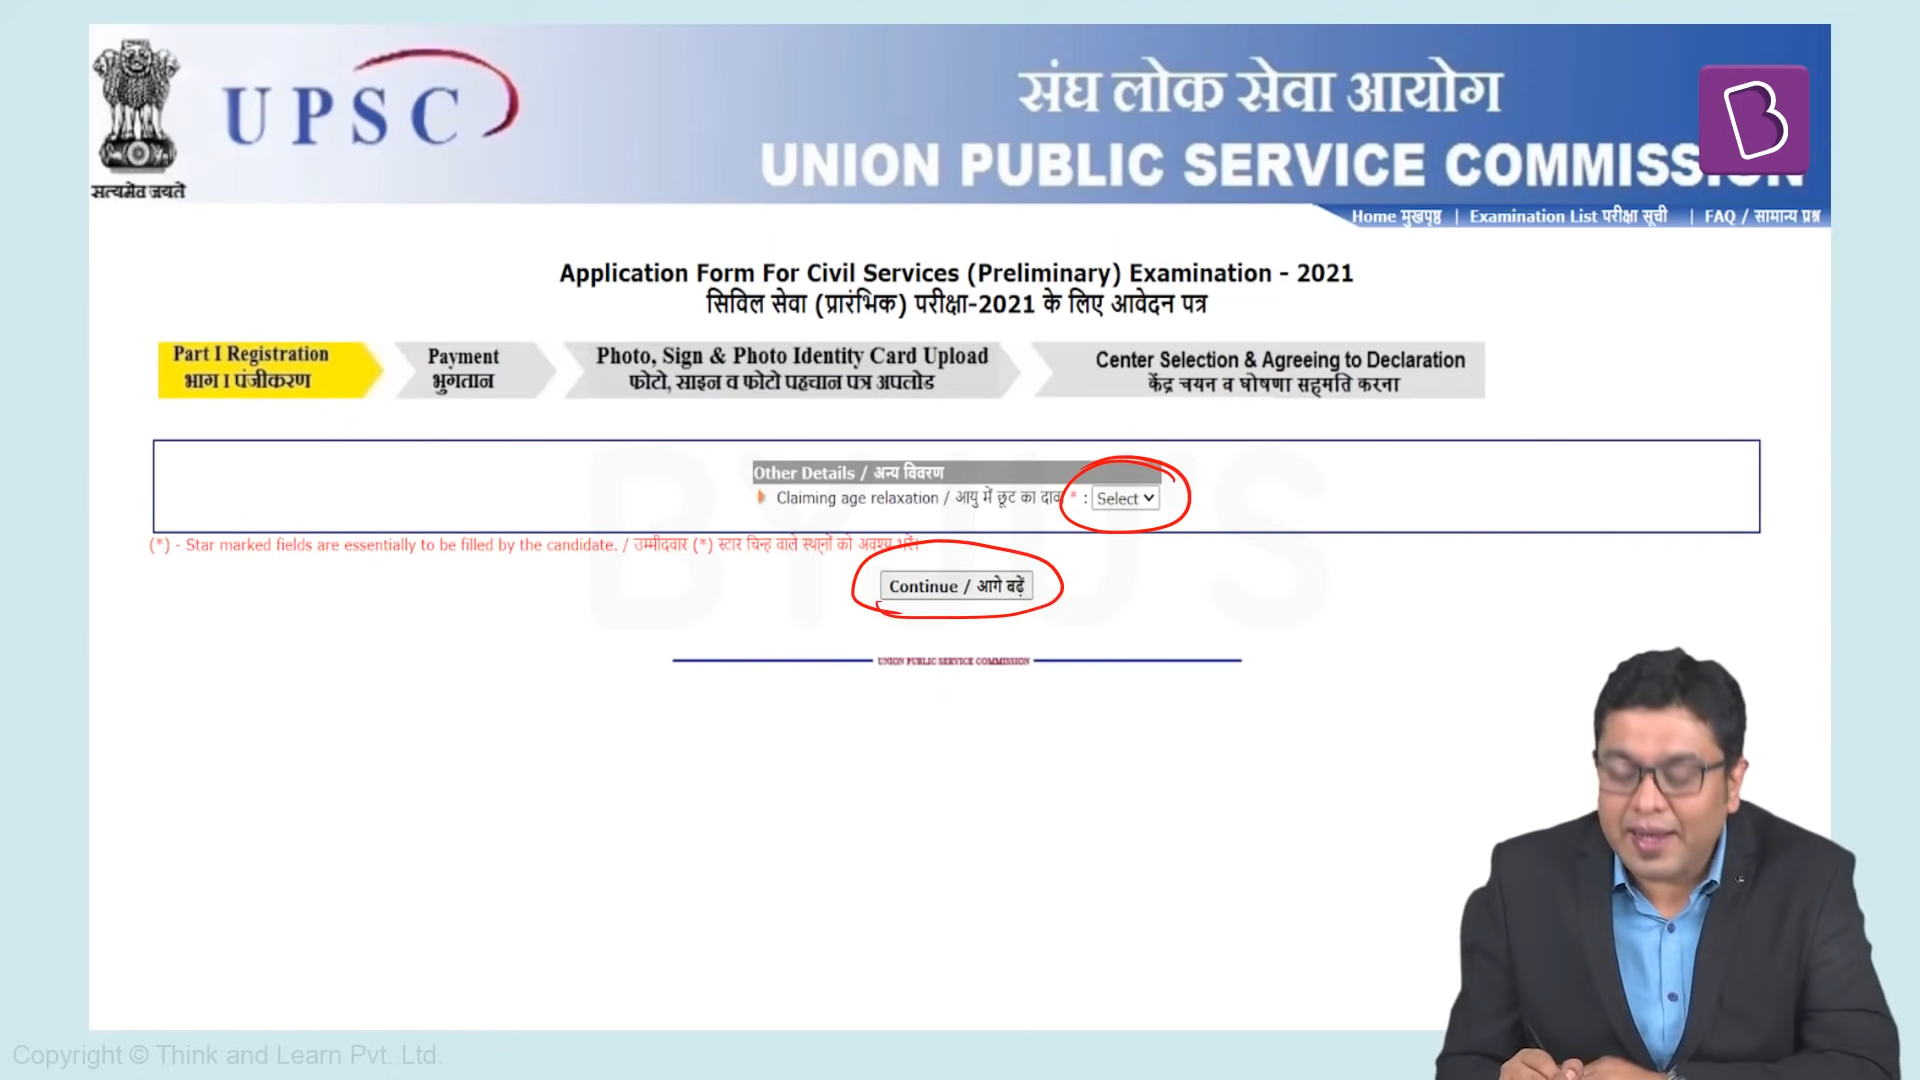 सत्यमेव जयते
UPSC
संघ लोक सेवा आयोग
UNION PUBLIC SERVICE COMMISSION
B
Home मुखपृष्ठ | Examination List परीक्षा सूची | FAQ / सामान्य प्रश्न
Application Form For Civil Services (Preliminary) Examination - 2021
सिविल सेवा (प्रारंभिक) परीक्षा-2021 के लिए आवेदन पत्र
Part I Registration
भाग I पंजीकरण
Payment
भुगतान
Photo, Sign & Photo Identity Card Upload
फोटो, साइन व फोटो पहचान पत्र अपलोड
Center Selection & Agreeing to Declaration
केंद्र चयन व घोषणा सहमति करना
Other Details / अन्य विवरण
Claiming age relaxation / आयु में छूट का दावा * : Select
(*) - Star marked fields are essentially to be filled by the candidate. / उम्मीदवार (*) स्टार चिन्ह वाले स्थानों को अवश्य भरें।
Continue / आगे बढ़ें
UNION PUBLIC SERVICE COMMISSION
BYJU'S
Copyright © Think and Learn Pvt. Ltd.